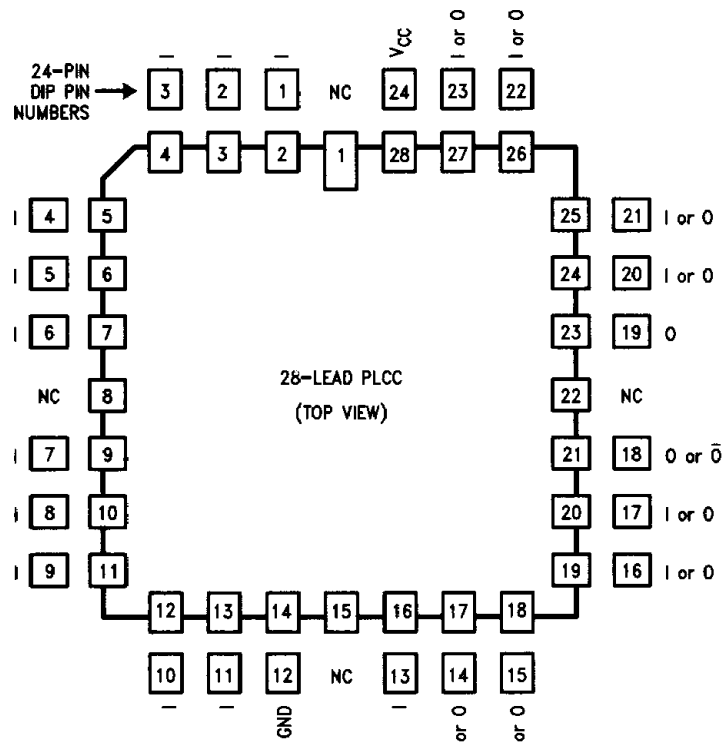 I I I VCC I or O I or O
24-PIN
DIP PIN
NUMBERS
3 2 1 NC 24 23 22
4 3 2 1 28 27 26
I 4 5 25 21 I or O
I 5 6 24 20 I or O
I 6 7 23 19 O
NC 8 22 NC
28-LEAD PLCC
(TOP VIEW)
I 7 9 21 18 O or O̅
I 8 10 20 17 I or O
I 9 11 19 16 I or O
12 13 14 15 16 17 18
10 11 12 NC 13 14 15
I I GND I or O or O